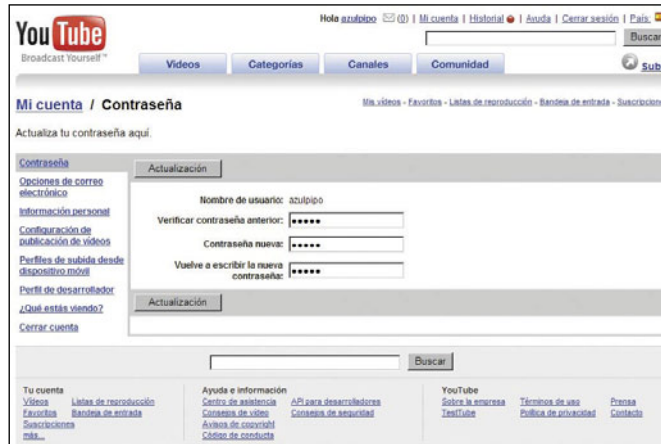 Hola azulpipo (0) | Mi cuenta | Historial | Ayuda | Cerrar sesión | País:
YouTube
Broadcast Yourself™
Buscar
Videos Categorías Canales Comunidad Sub
Mi cuenta / Contraseña
Mis vídeos - Favoritos - Listas de reproducción - Bandeja de entrada - Suscripcione
Actualiza tu contraseña aquí.
Contraseña
Opciones de correo
electrónico
Información personal
Configuración de
publicación de vídeos
Perfiles de subida desde
dispositivo móvil
Perfil de desarrollador
¿Qué estás viendo?
Cerrar cuenta
Actualización
Nombre de usuario: azulpipo
Verificar contraseña anterior: •••••
Contraseña nueva: •••••
Vuelve a escribir la nueva
contraseña: •••••
Actualización
Buscar
Tu cuenta
Vídeos Listas de reproducción
Favoritos Bandeja de entrada
Suscripciones
más...
Ayuda e información
Centro de asistencia API para desarrolladores
Consejos de vídeo Consejos de seguridad
Avisos de copyright
Código de conducta
YouTube
Sobre la empresa Términos de uso Prensa
TestTube Política de privacidad Contacto